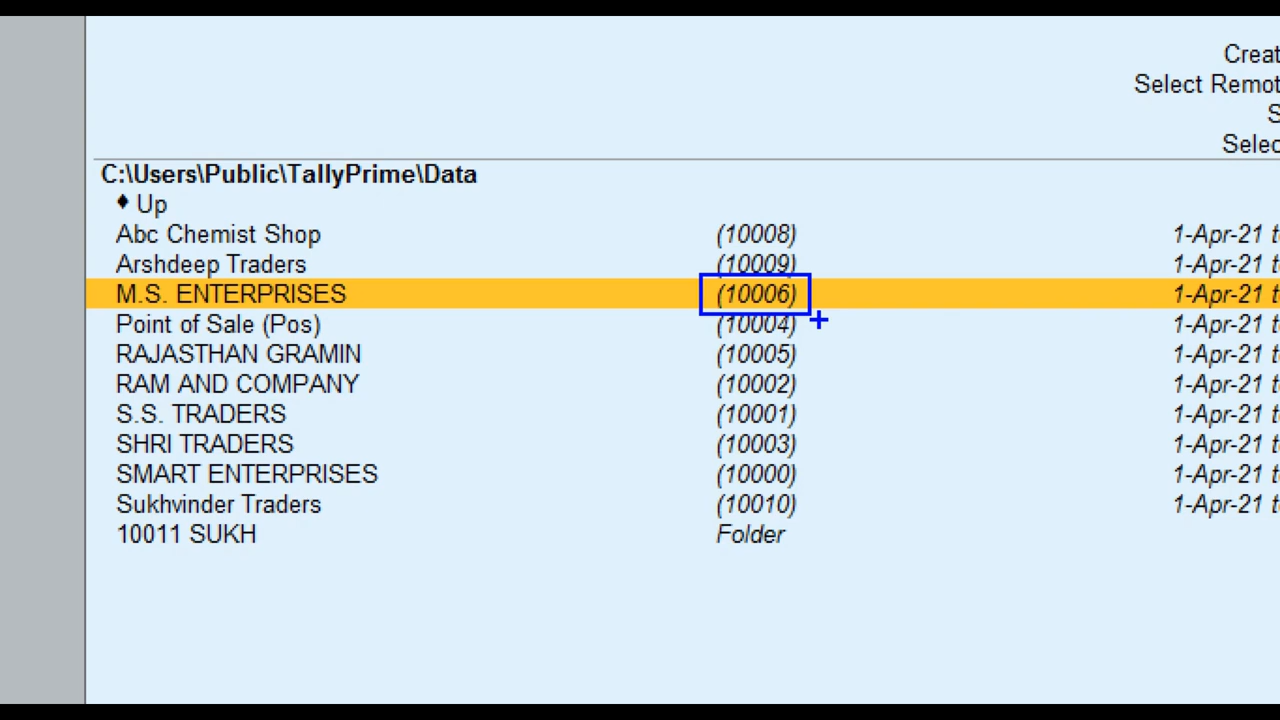 Creat
Select Remot
S
Selec
C:\Users\Public\TallyPrime\Data
♦ Up
Abc Chemist Shop (10008) 1-Apr-21 t
Arshdeep Traders (10009) 1-Apr-21 t
M.S. ENTERPRISES (10006) 1-Apr-21 t
Point of Sale (Pos) (10004) 1-Apr-21 t
RAJASTHAN GRAMIN (10005) 1-Apr-21 t
RAM AND COMPANY (10002) 1-Apr-21 t
S.S. TRADERS (10001) 1-Apr-21 t
SHRI TRADERS (10003) 1-Apr-21 t
SMART ENTERPRISES (10000) 1-Apr-21 t
Sukhvinder Traders (10010) 1-Apr-21 t
10011 SUKH Folder